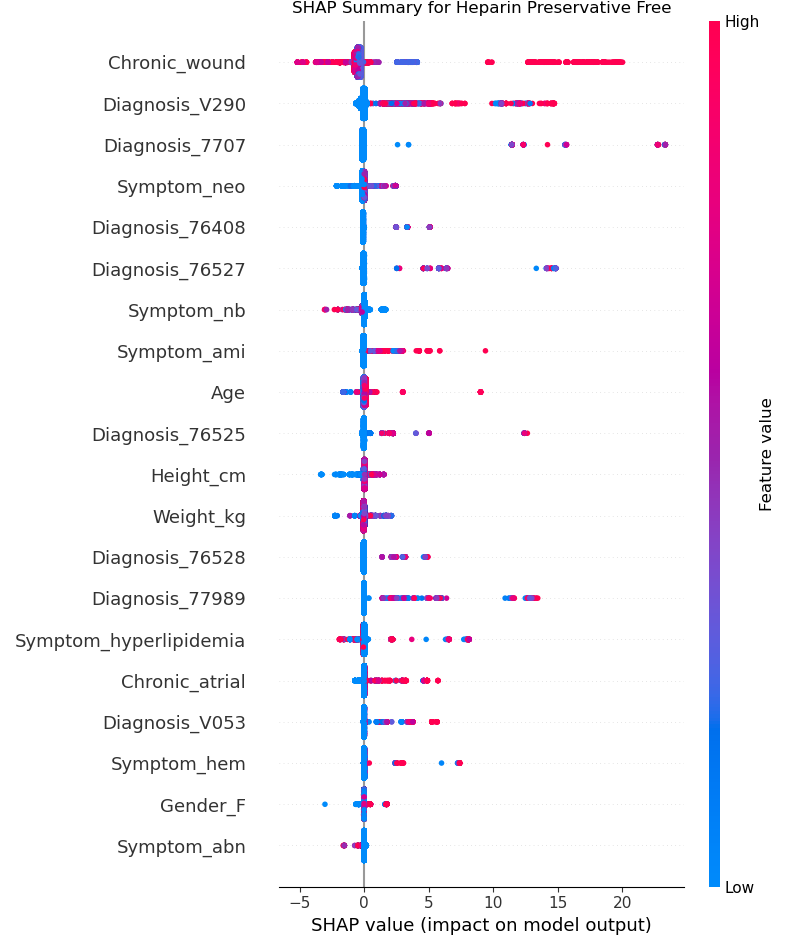 SHAP Summary for Heparin Preservative Free
High
Chronic_wound
Diagnosis_V290
Diagnosis_7707
Symptom_neo
Diagnosis_76408
Diagnosis_76527
Symptom_nb
Symptom_ami
Age
Diagnosis_76525
Height_cm
Weight_kg
Diagnosis_76528
Diagnosis_77989
Symptom_hyperlipidemia
Chronic_atrial
Diagnosis_V053
Symptom_hem
Gender_F
Symptom_abn
Feature value
Low
−5 0 5 10 15 20
SHAP value (impact on model output)